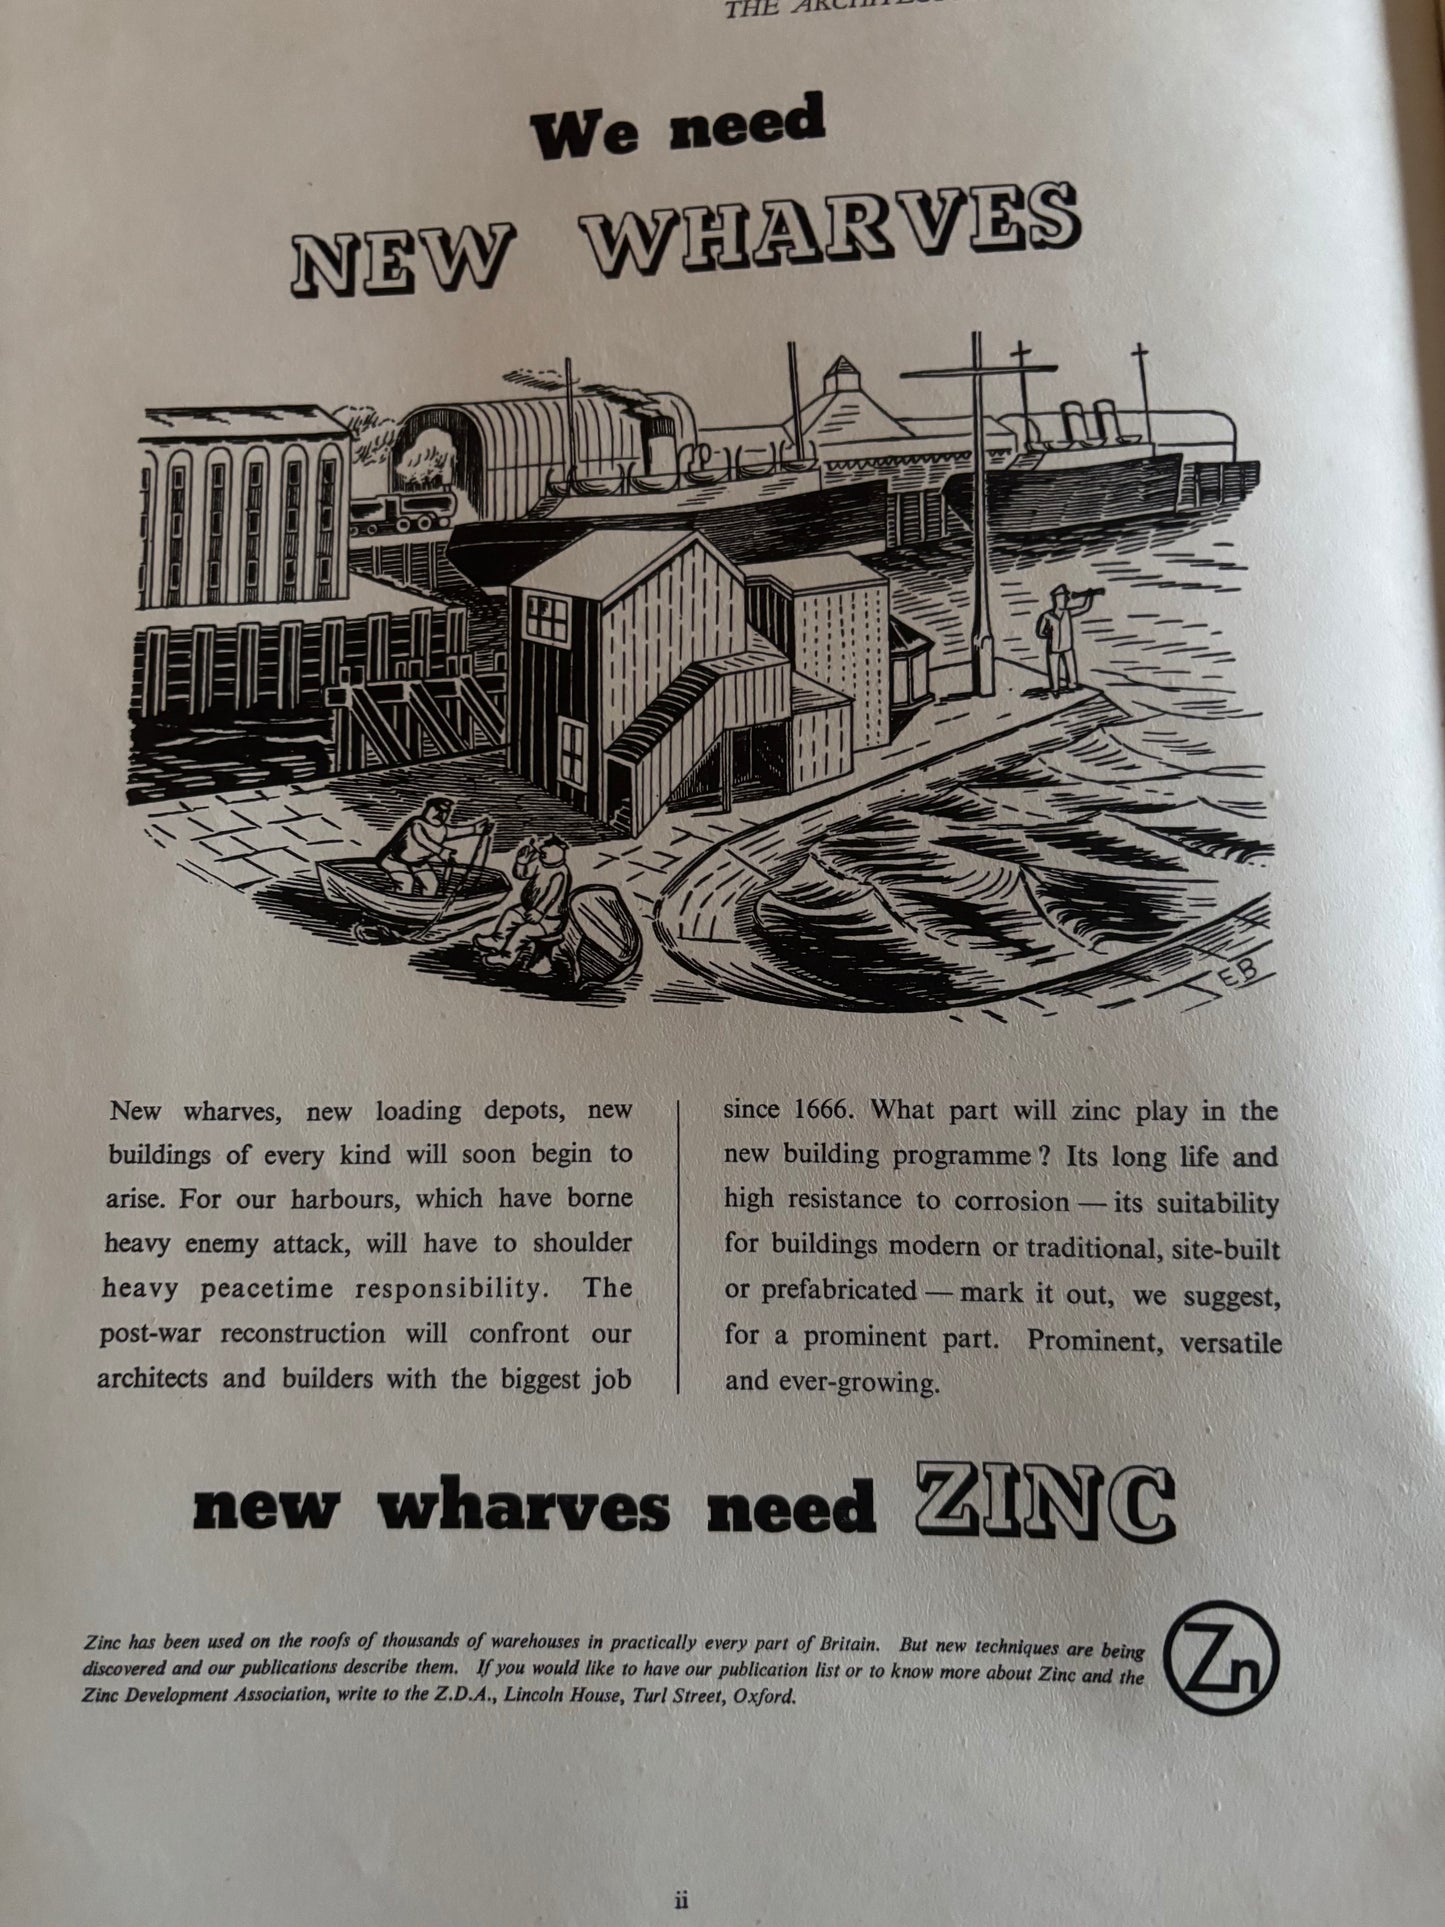 THE
We need
NEW WHARVES
EB
New wharves, new loading depots, new
buildings of every kind will soon begin to
arise. For our harbours, which have borne
heavy enemy attack, will have to shoulder
heavy peacetime responsibility. The
post-war reconstruction will confront our
architects and builders with the biggest job
since 1666. What part will zinc play in the
new building programme? Its long life and
high resistance to corrosion — its suitability
for buildings modern or traditional, site-built
or prefabricated — mark it out, we suggest,
for a prominent part. Prominent, versatile
and ever-growing.
new wharves need ZINC
Zinc has been used on the roofs of thousands of warehouses in practically every part of Britain. But new techniques are being
discovered and our publications describe them. If you would like to have our publication list or to know more about Zinc and the
Zinc Development Association, write to the Z.D.A., Lincoln House, Turl Street, Oxford.
Zn
ii